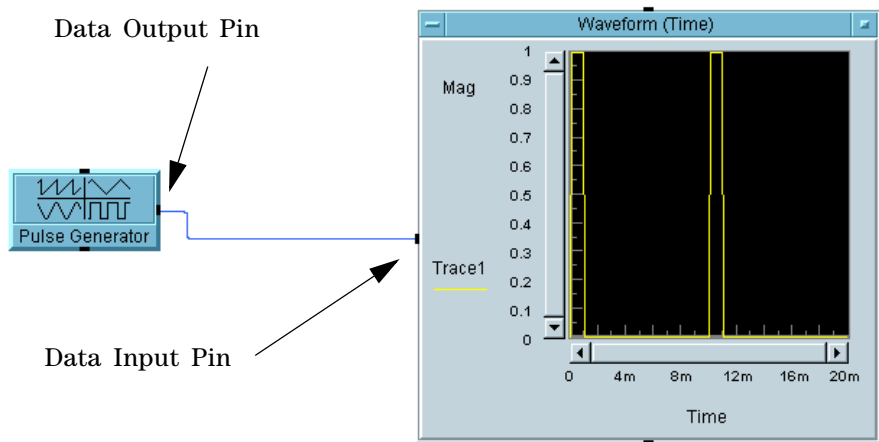 Data Output Pin
Waveform (Time)
Mag
1
0.9
0.8
0.7
0.6
0.5
0.4
0.3
0.2
0.1
0
Pulse Generator
Trace1
Data Input Pin
0 4m 8m 12m 16m 20m
Time